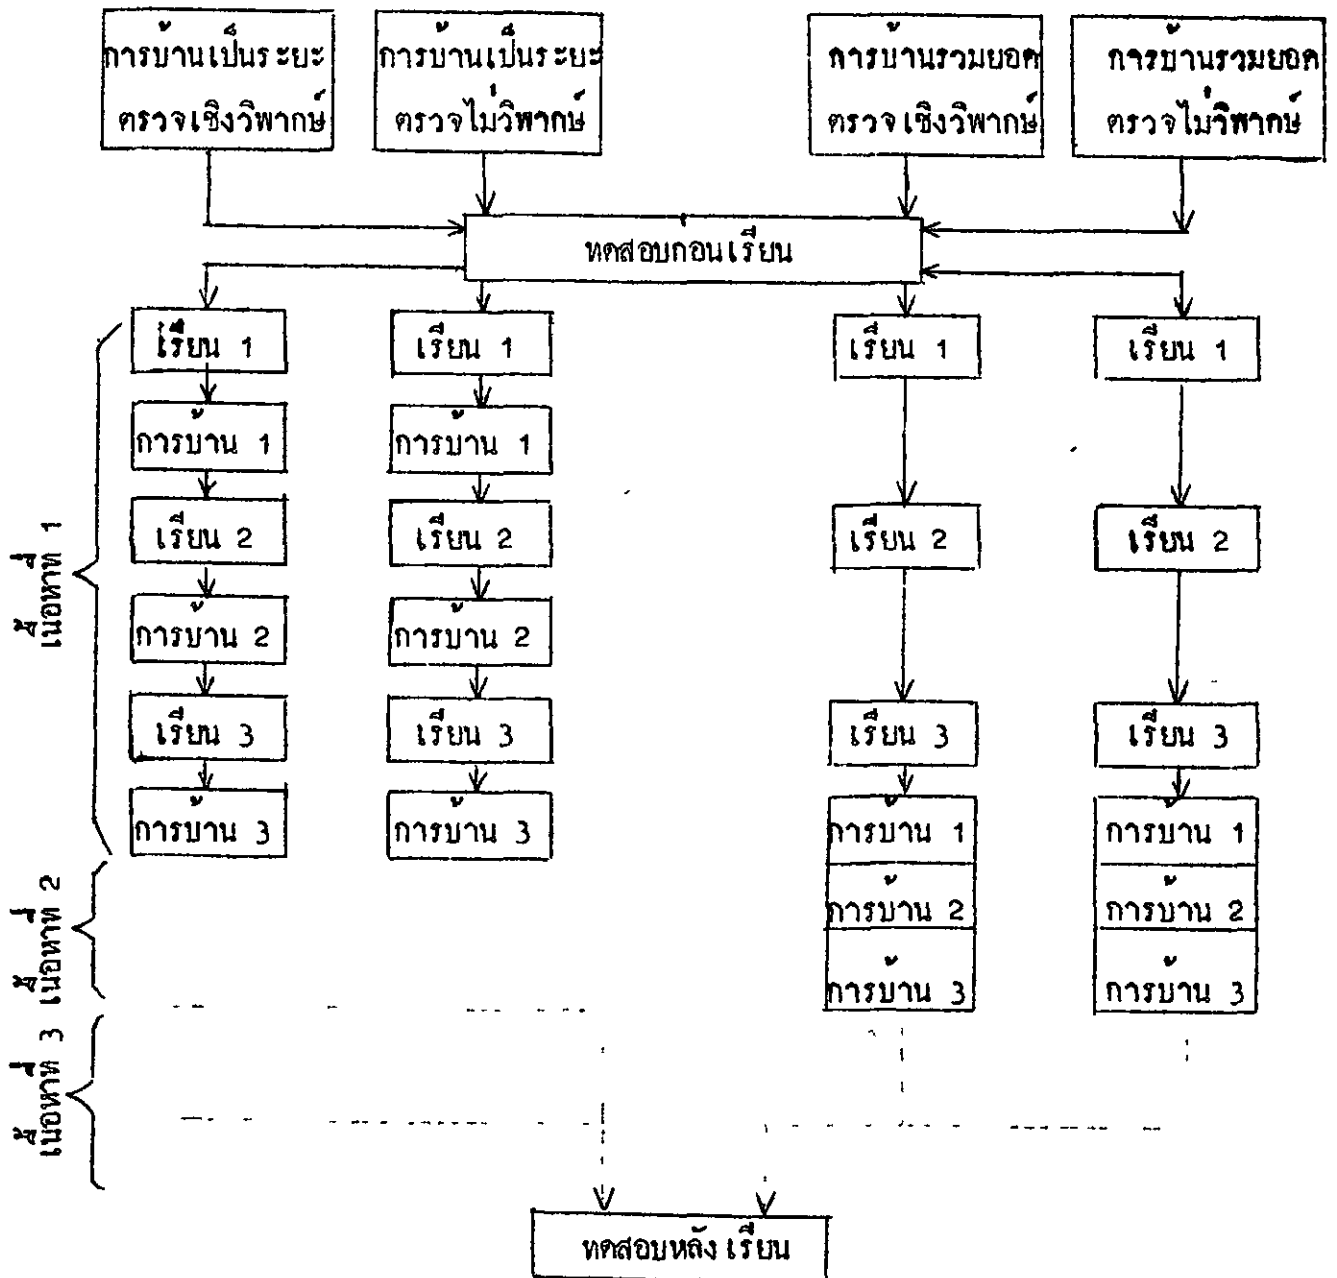 การบ้านเป็นระยะ
ตรวจเชิงวิพากษ์
การบ้านเป็นระยะ
ตรวจไม่วิพากษ์
การบ้านรวมยอด
ตรวจเชิงวิพากษ์
การบ้านรวมยอด
ตรวจไม่วิพากษ์
ทดสอบก่อนเรียน
เนื้อหาที่ 1
เรียน 1
เรียน 1
เรียน 1
เรียน 1
การบ้าน 1
การบ้าน 1
เรียน 2
เรียน 2
เรียน 2
เรียน 2
การบ้าน 2
การบ้าน 2
เรียน 3
เรียน 3
เรียน 3
เรียน 3
การบ้าน 3
การบ้าน 3
การบ้าน 1
การบ้าน 1
เนื้อหาที่ 2
การบ้าน 2
การบ้าน 2
การบ้าน 3
การบ้าน 3
เนื้อหาที่ 3
ทดสอบหลังเรียน